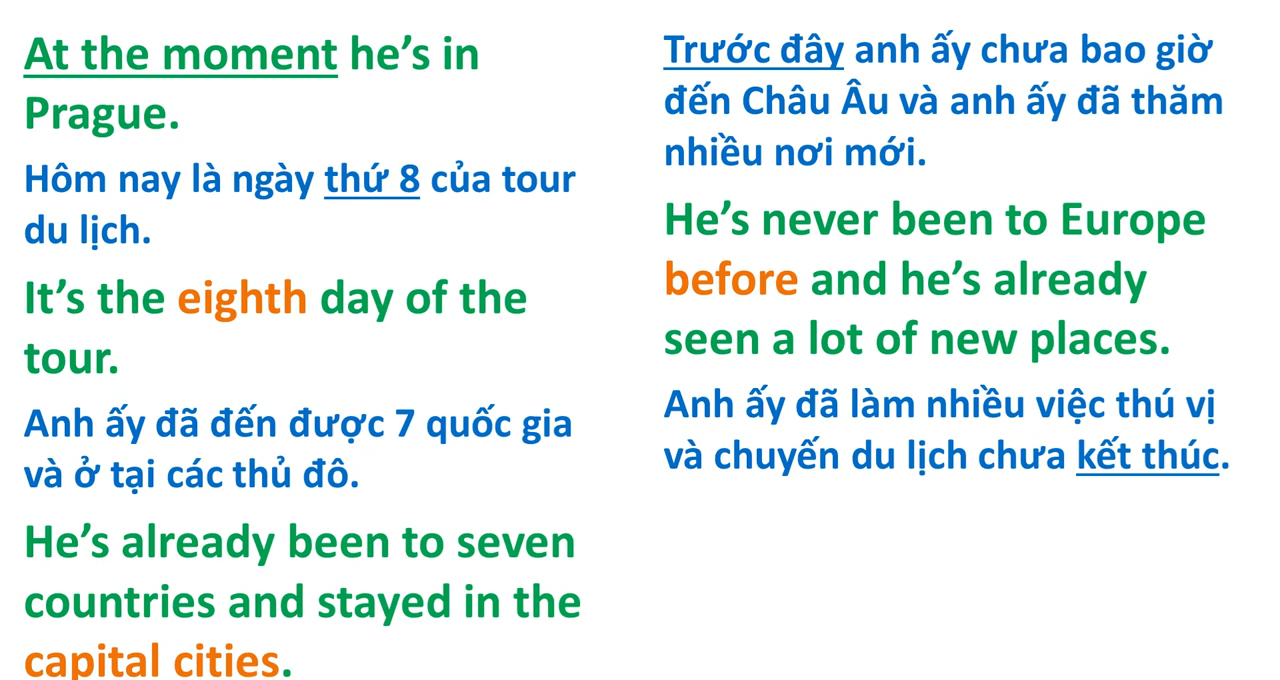 At the moment he's in
Prague.
Hôm nay là ngày thứ 8 của tour
du lịch.
It's the eighth day of the
tour.
Anh ấy đã đến được 7 quốc gia
và ở tại các thủ đô.
He's already been to seven
countries and stayed in the
capital cities.
Trước đây anh ấy chưa bao giờ
đến Châu Âu và anh ấy đã thăm
nhiều nơi mới.
He's never been to Europe
before and he's already
seen a lot of new places.
Anh ấy đã làm nhiều việc thú vị
và chuyến du lịch chưa kết thúc.